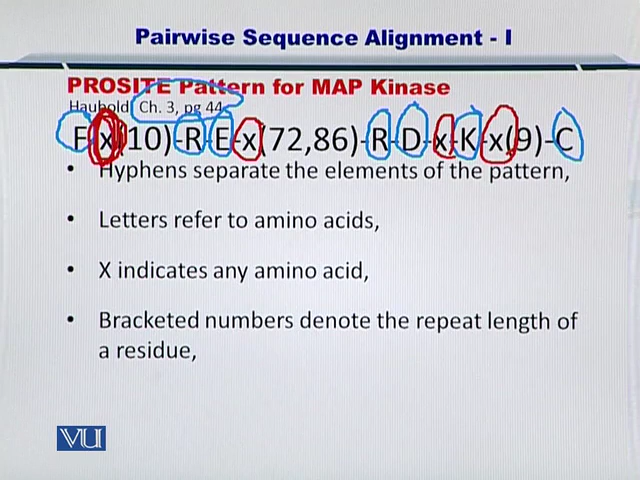 Pairwise Sequence Alignment - I
PROSITE Pattern for MAP Kinase
Haubold, Ch. 3, pg 44
F-x(10)-R-E-x(72,86)-R-D-x-K-x(9)-C
• Hyphens separate the elements of the pattern,
• Letters refer to amino acids,
• X indicates any amino acid,
• Bracketed numbers denote the repeat length of
a residue,
VU